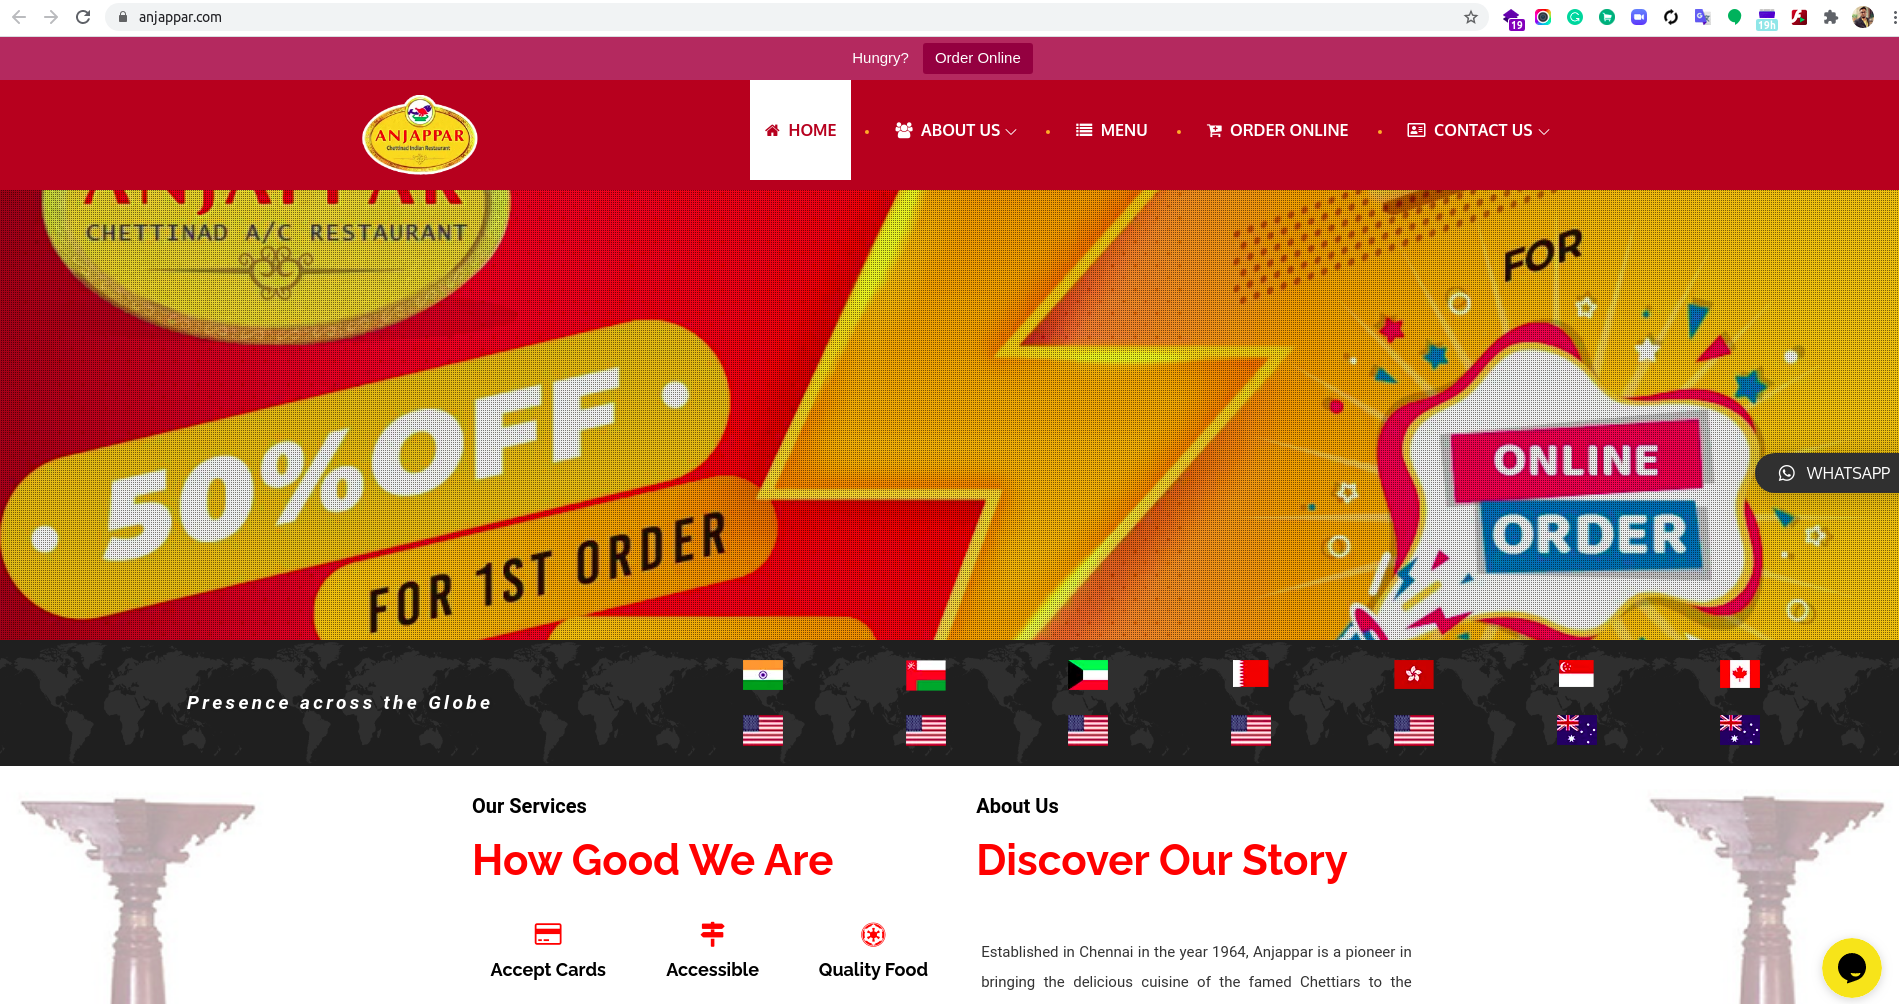 anjappar.com
19
19h
Hungry? Order Online
ANJAPPAR
Chettinad Indian Restaurant
HOME
ABOUT US
MENU
ORDER ONLINE
CONTACT US
ANJAPPAR
CHETTINAD A/C RESTAURANT
50% OFF
FOR 1ST ORDER
FOR
ONLINE
ORDER
WHATSAPP
Presence across the Globe
Our Services
How Good We Are
Accept Cards
Accessible
Quality Food
About Us
Discover Our Story
Established in Chennai in the year 1964, Anjappar is a pioneer in
bringing the delicious cuisine of the famed Chettiars to the